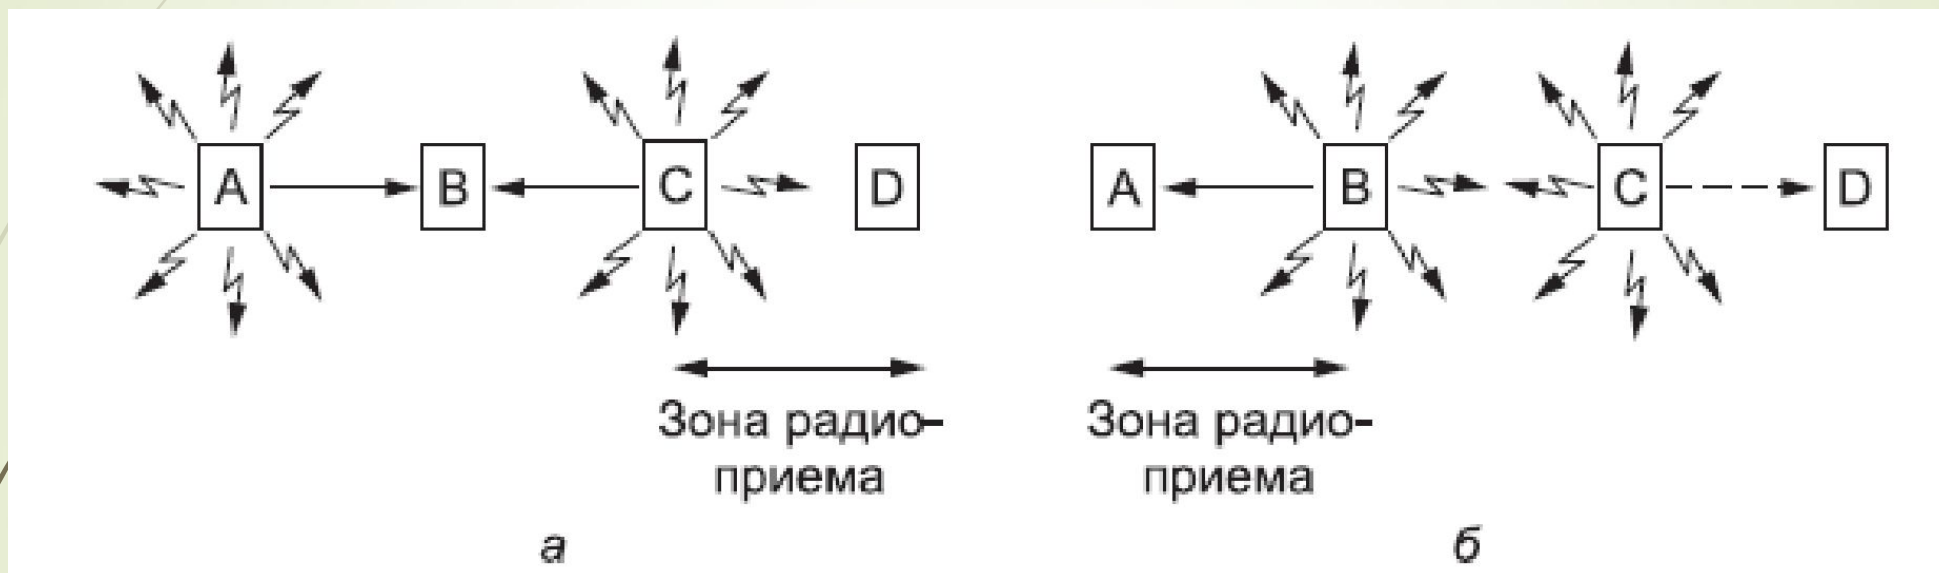 A B C D
A B C D
Зона радио-
приема
Зона радио-
приема
а
б